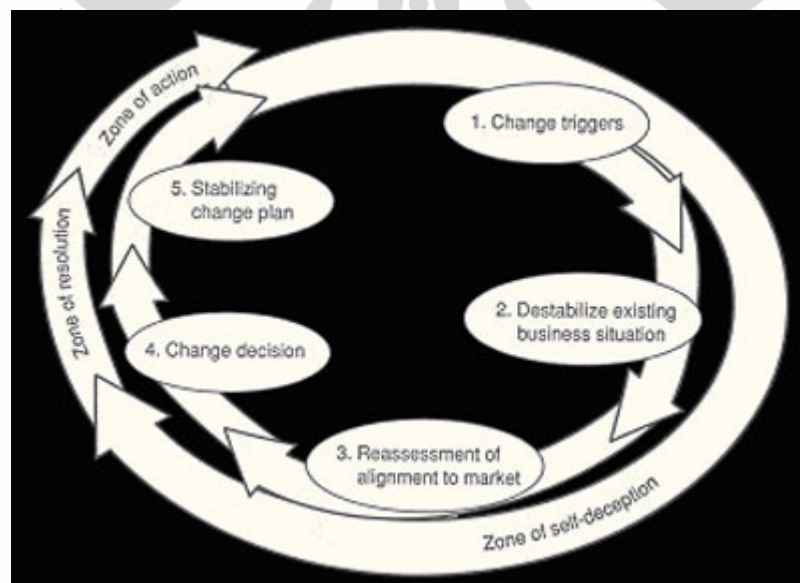 1. Change triggers
2. Destabilize existing
business situation
3. Reassessment of
alignment to market
4. Change decision
5. Stabilizing
change plan
Zone of self-deception
Zone of resolution
Zone of action